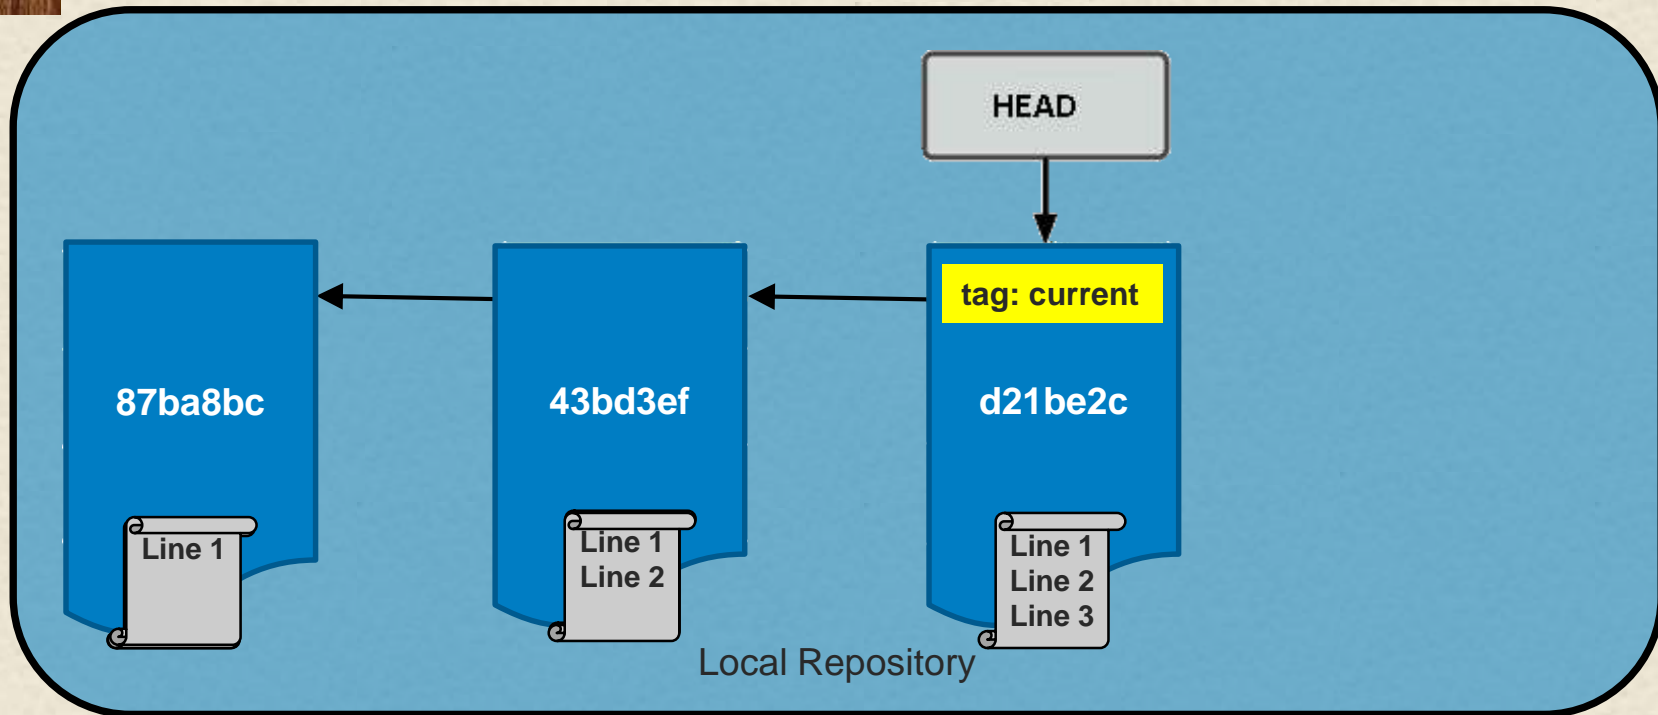 HEAD
tag: current
87ba8bc
43bd3ef
d21be2c
Line 1
Line 1
Line 2
Line 1
Line 2
Line 3
Local Repository